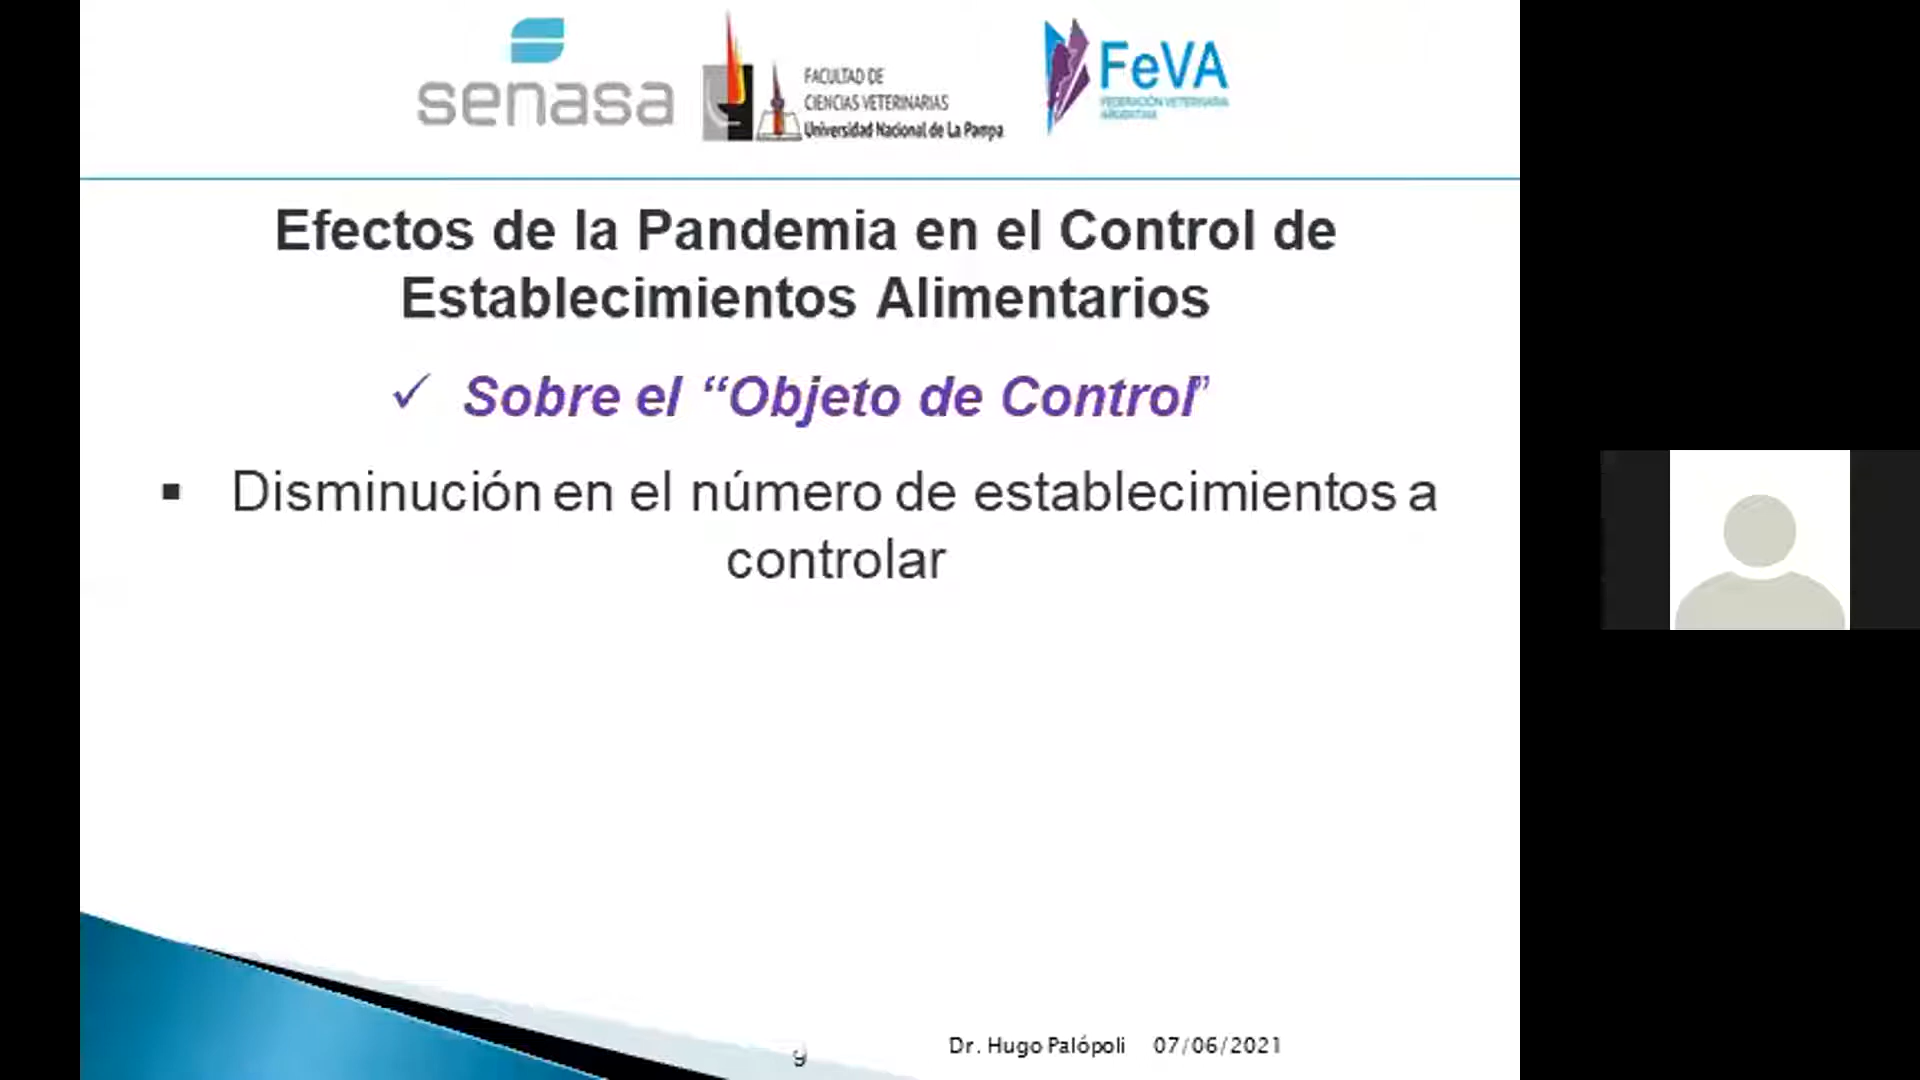 senasa
FACULTAD DE
CIENCIAS VETERINARIAS
Universidad Nacional de La Pampa
FeVA
FEDERACIÓN VETERINARIA
ARGENTINA
Efectos de la Pandemia en el Control de
Establecimientos Alimentarios
✓ Sobre el “Objeto de Control”
▪ Disminución en el número de establecimientos a
controlar
9
Dr. Hugo Palópoli 07/06/2021